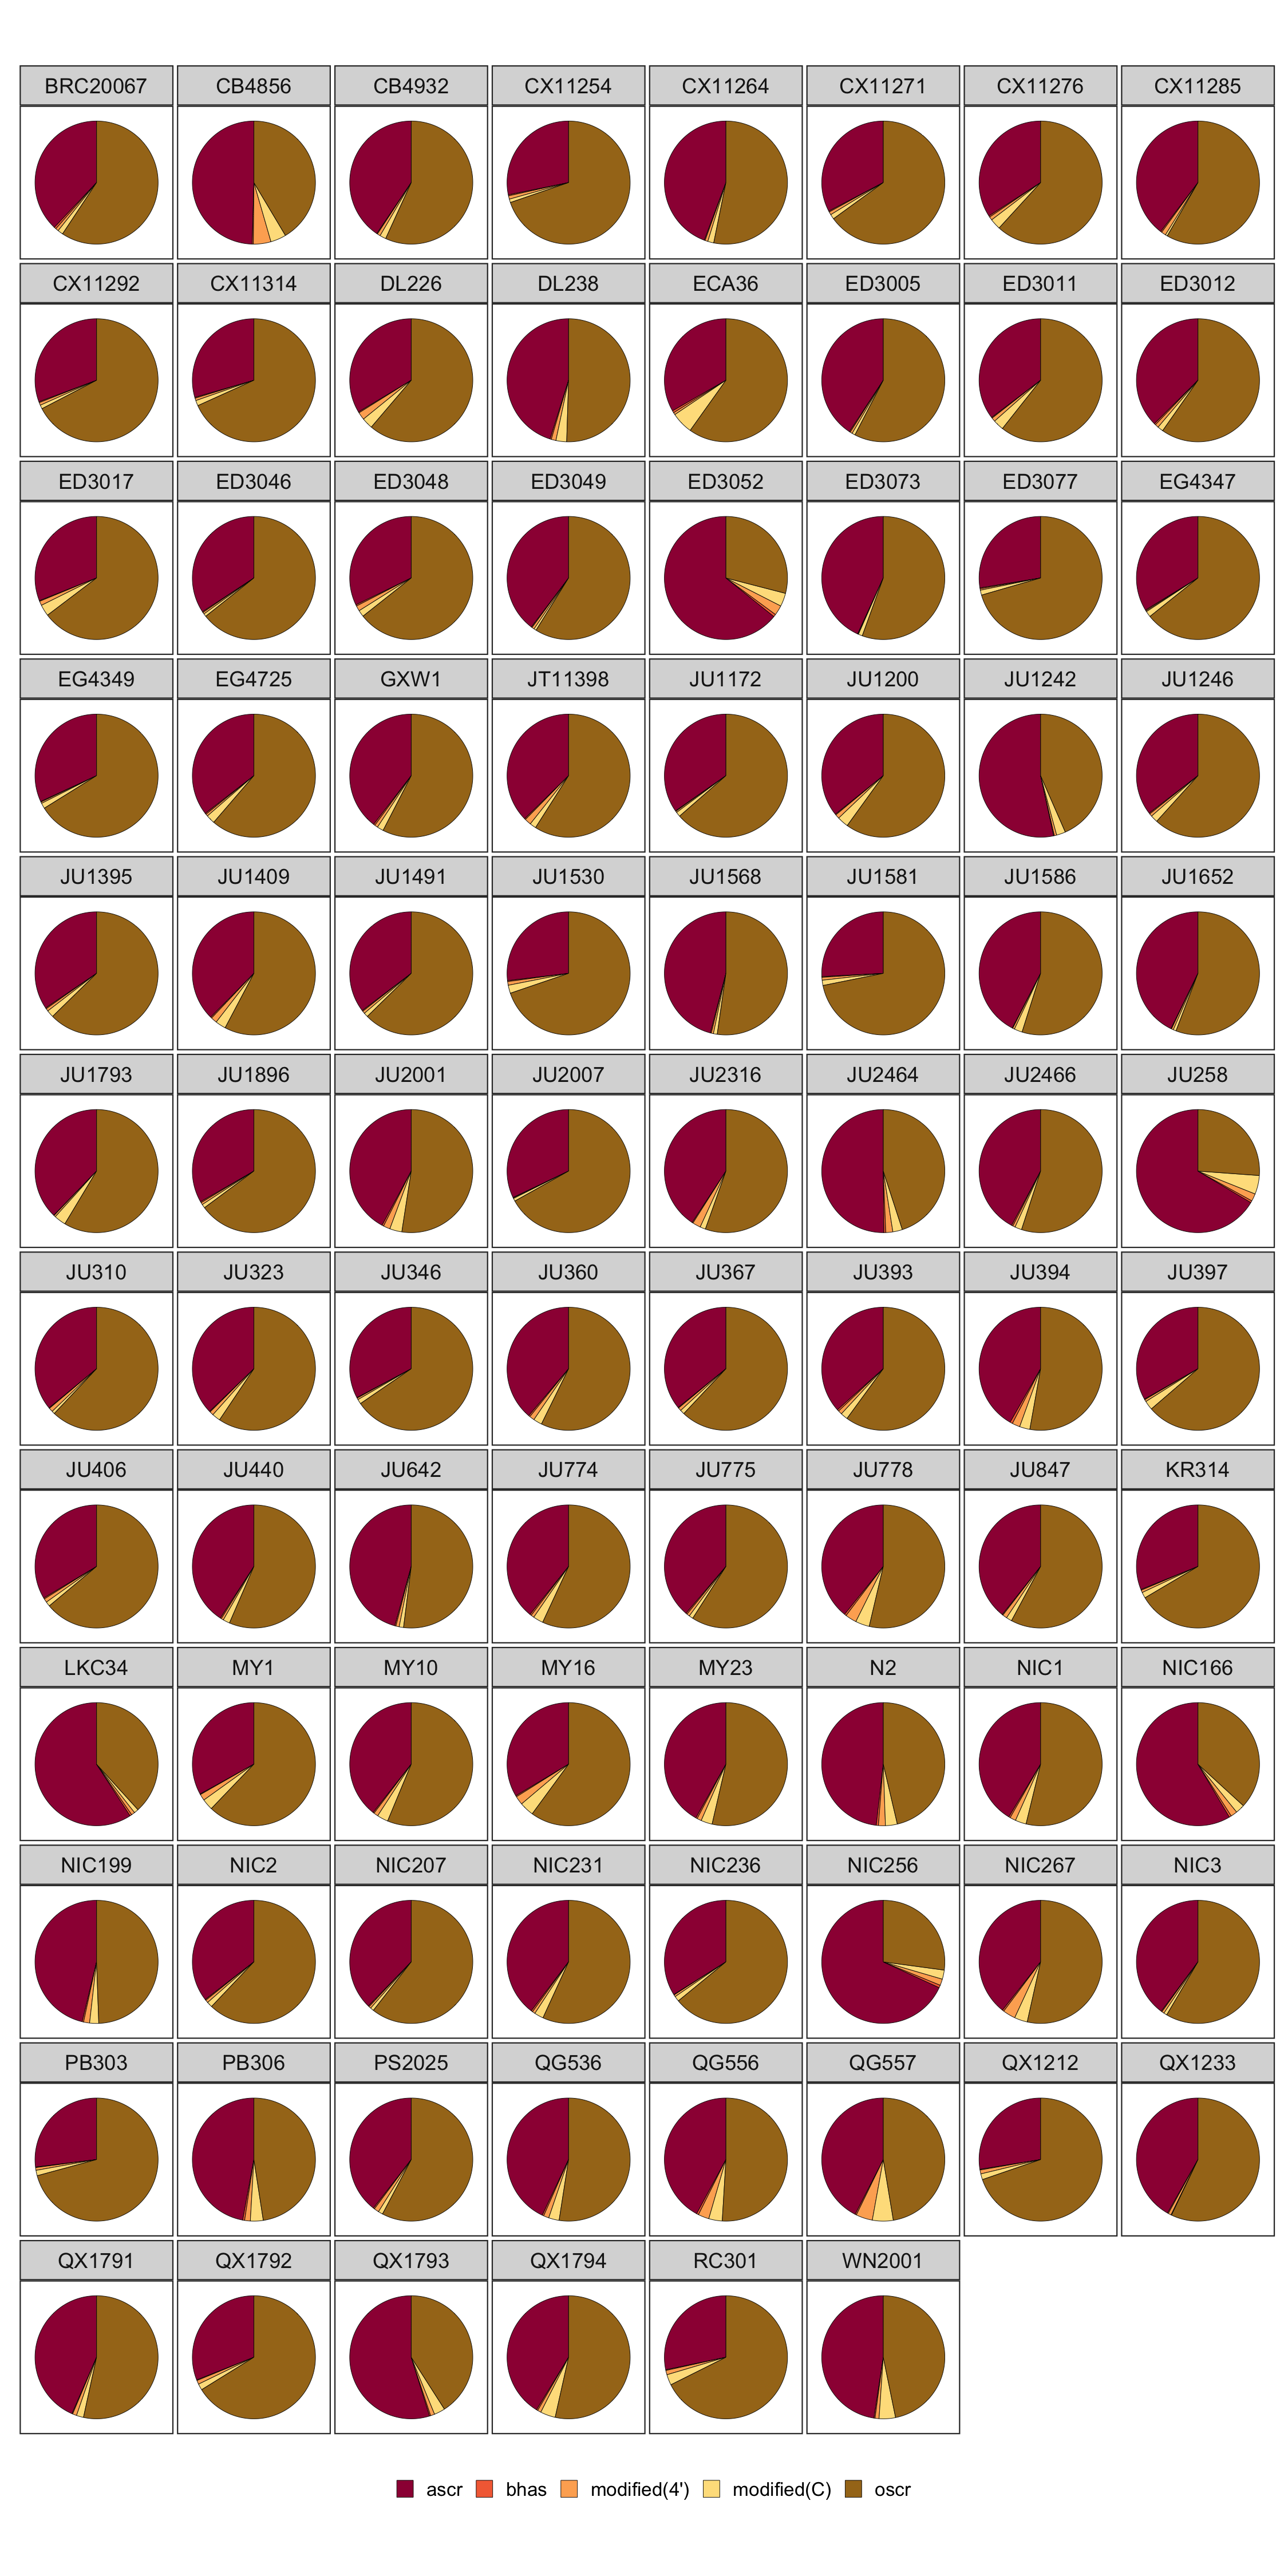 BRC20067 CB4856 CB4932 CX11254 CX11264 CX11271 CX11276 CX11285
CX11292 CX11314 DL226 DL238 ECA36 ED3005 ED3011 ED3012
ED3017 ED3046 ED3048 ED3049 ED3052 ED3073 ED3077 EG4347
EG4349 EG4725 GXW1 JT11398 JU1172 JU1200 JU1242 JU1246
JU1395 JU1409 JU1491 JU1530 JU1568 JU1581 JU1586 JU1652
JU1793 JU1896 JU2001 JU2007 JU2316 JU2464 JU2466 JU258
JU310 JU323 JU346 JU360 JU367 JU393 JU394 JU397
JU406 JU440 JU642 JU774 JU775 JU778 JU847 KR314
LKC34 MY1 MY10 MY16 MY23 N2 NIC1 NIC166
NIC199 NIC2 NIC207 NIC231 NIC236 NIC256 NIC267 NIC3
PB303 PB306 PS2025 QG536 QG556 QG557 QX1212 QX1233
QX1791 QX1792 QX1793 QX1794 RC301 WN2001
ascr bhas modified(4') modified(C) oscr